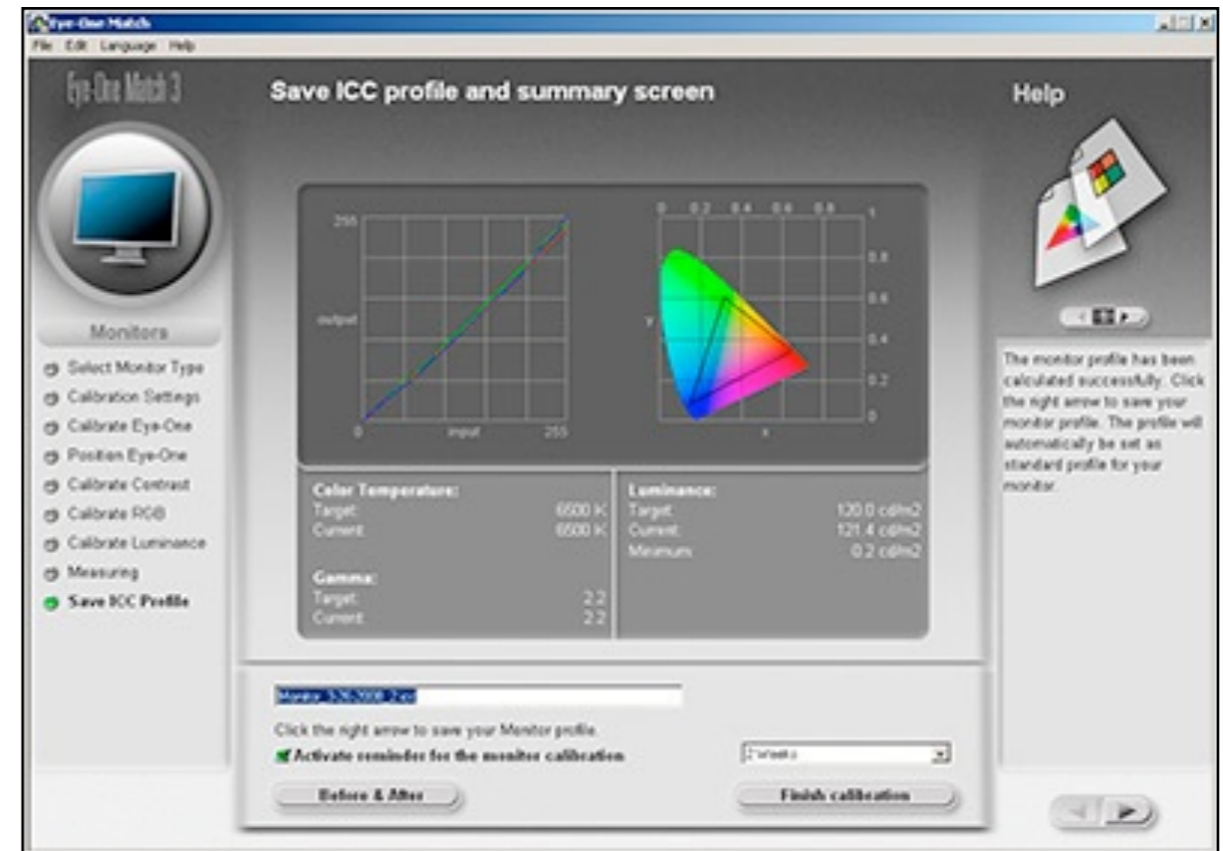 Eye-One Match
File Edit Language Help
Eye-One Match 3
Save ICC profile and summary screen
Help
Monitors
Select Monitor Type
Calibration Settings
Calibrate Eye-One
Position Eye-One
Calibrate Contrast
Calibrate RGB
Calibrate Luminance
Measuring
Save ICC Profile
255
output
0 input 255
0 0.2 0.4 0.6 0.8 1
0.8
0.6
y
0.4
0.2
0
x
Color Temperature:
Target: 6500 K
Current: 6500 K
Gamma:
Target: 2.2
Current: 2.2
Luminance:
Target: 120.0 cd/m2
Current: 121.4 cd/m2
Minimum: 0.2 cd/m2
Monitor_3-26-2008_2.icc
Click the right arrow to save your Monitor profile.
Activate reminder for the monitor calibration
2 weeks
Before & After
Finish calibration
The monitor profile has been
calculated successfully. Click
the right arrow to save your
monitor profile. The profile will
automatically be set as
standard profile for your
monitor.